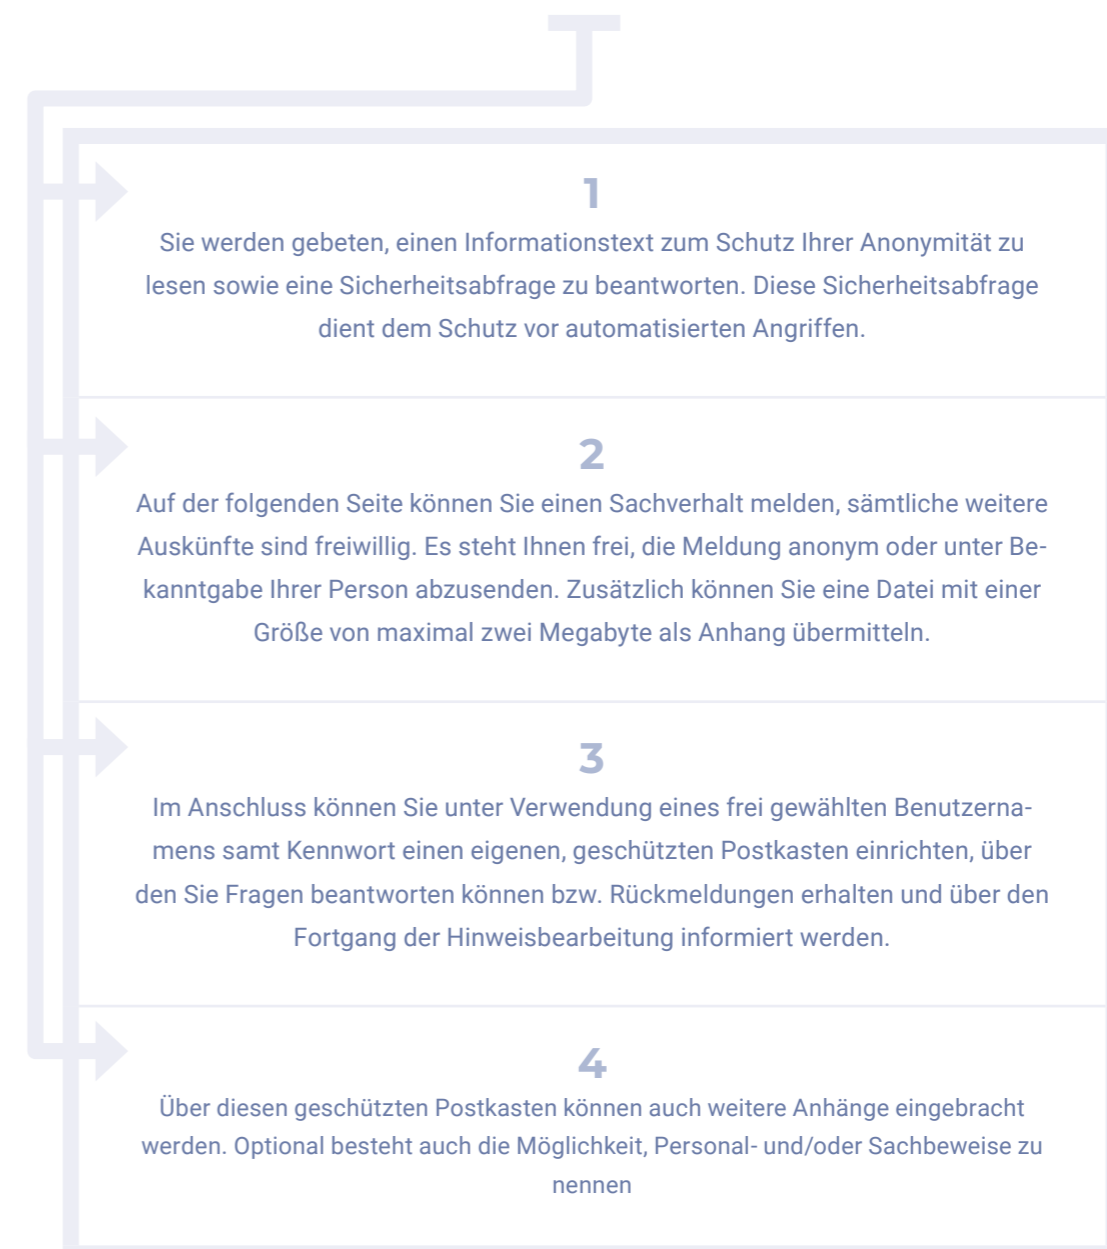 1
Sie werden gebeten, einen Informationstext zum Schutz Ihrer Anonymität zu
lesen sowie eine Sicherheitsabfrage zu beantworten. Diese Sicherheitsabfrage
dient dem Schutz vor automatisierten Angriffen.
2
Auf der folgenden Seite können Sie einen Sachverhalt melden, sämtliche weitere
Auskünfte sind freiwillig. Es steht Ihnen frei, die Meldung anonym oder unter Be-
kanntgabe Ihrer Person abzusenden. Zusätzlich können Sie eine Datei mit einer
Größe von maximal zwei Megabyte als Anhang übermitteln.
3
Im Anschluss können Sie unter Verwendung eines frei gewählten Benutzerna-
mens samt Kennwort einen eigenen, geschützten Postkasten einrichten, über
den Sie Fragen beantworten können bzw. Rückmeldungen erhalten und über den
Fortgang der Hinweisbearbeitung informiert werden.
4
Über diesen geschützten Postkasten können auch weitere Anhänge eingebracht
werden. Optional besteht auch die Möglichkeit, Personal- und/oder Sachbeweise zu
nennen